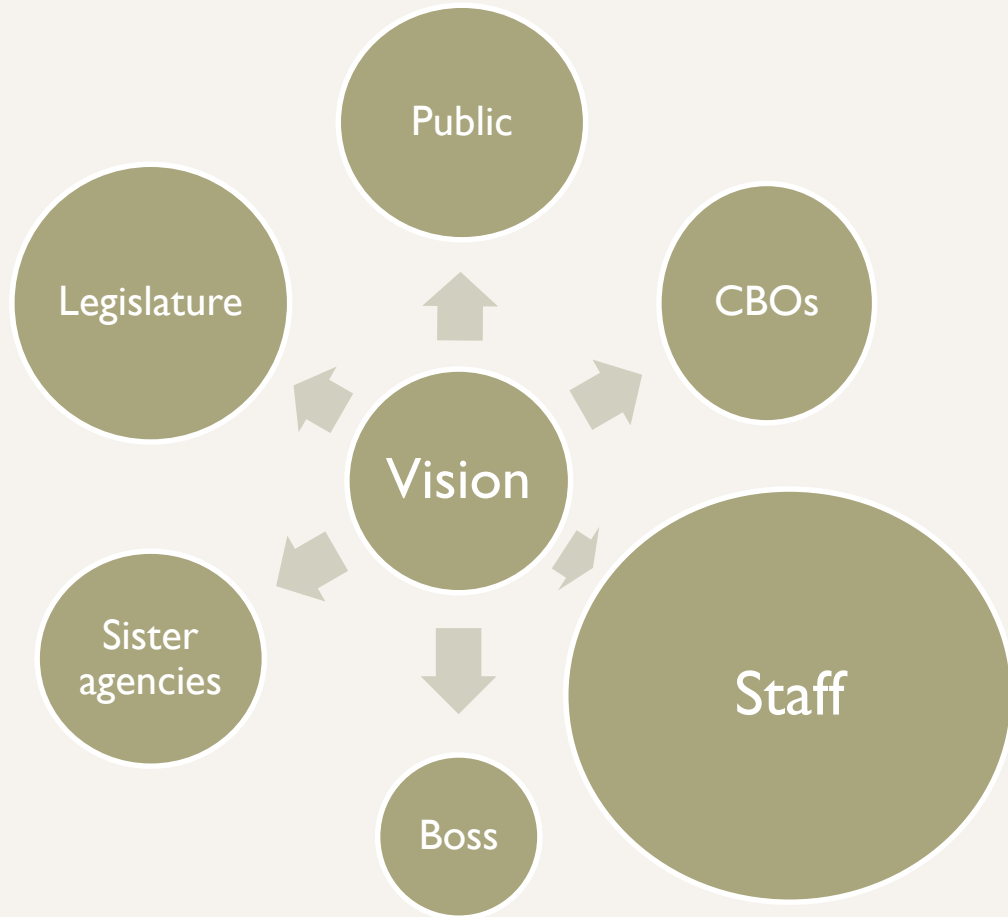 Public
Legislature
CBOs
Vision
Sister
agencies
Staff
Boss